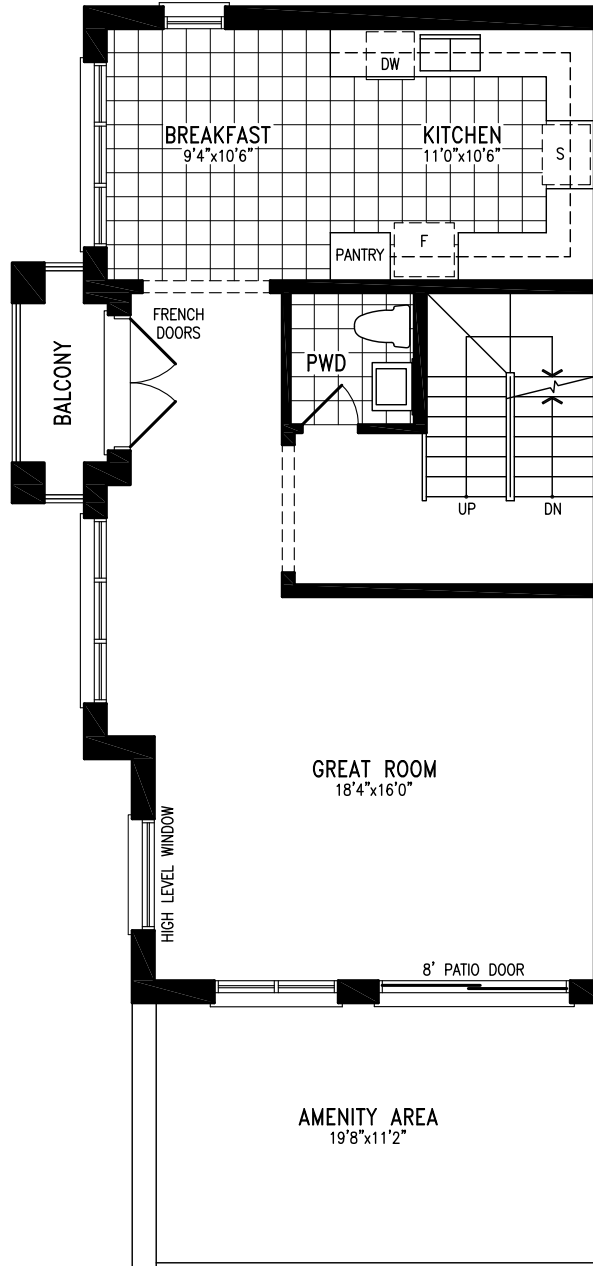 DW
BREAKFAST
9'4"x10'6"
KITCHEN
11'0"x10'6"
S
F
PANTRY
FRENCH
DOORS
BALCONY
PWD
UP
DN
GREAT ROOM
18'4"x16'0"
HIGH LEVEL WINDOW
8' PATIO DOOR
AMENITY AREA
19'8"x11'2"